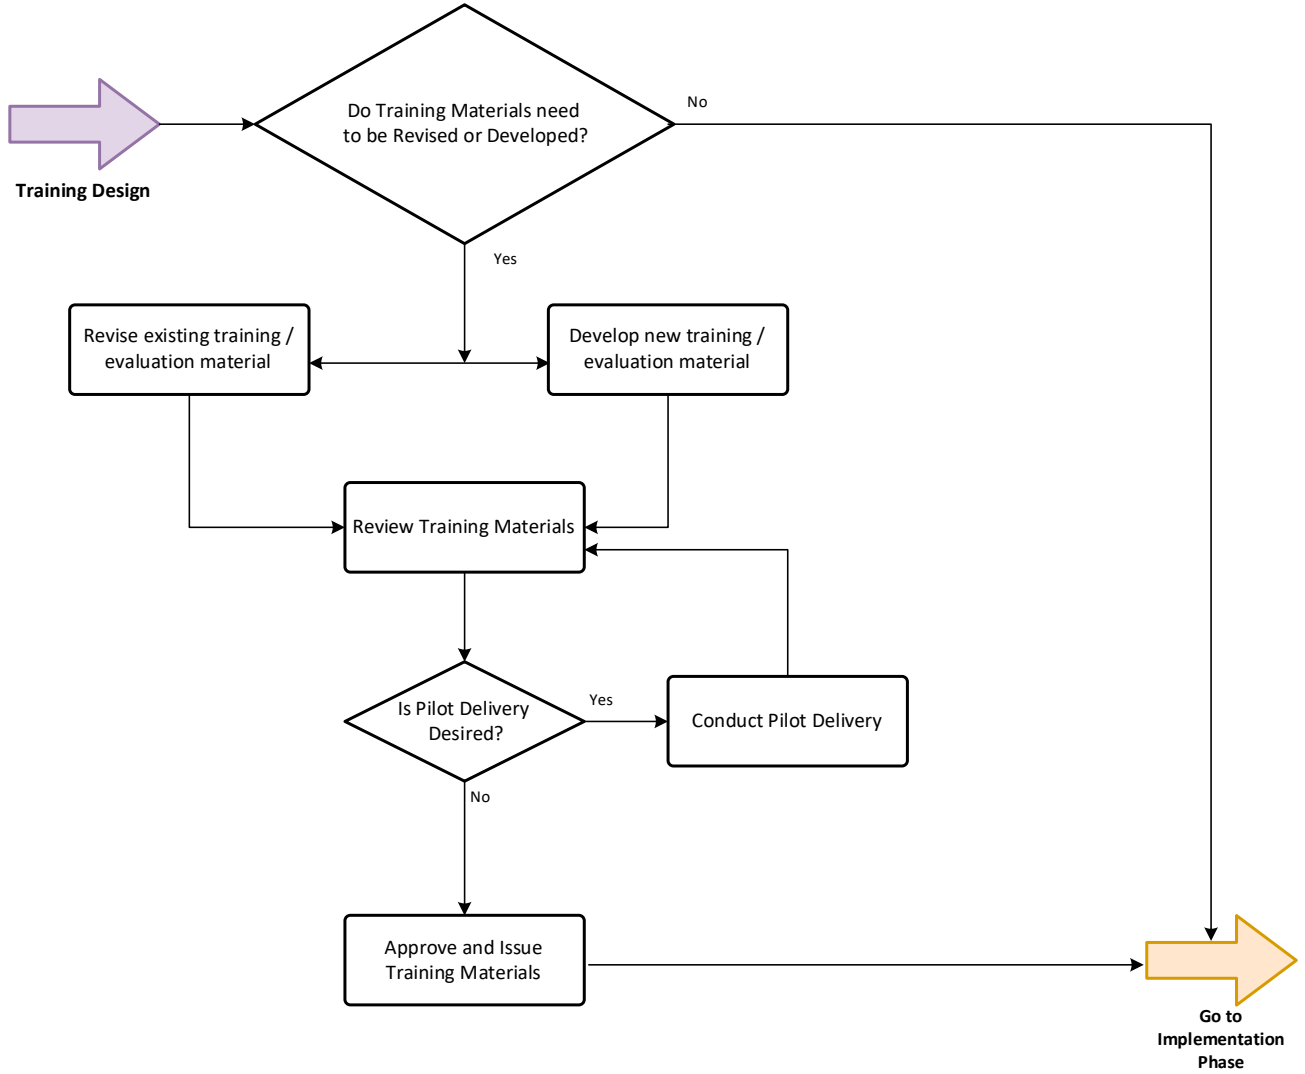 Do Training Materials need
to be Revised or Developed?
No
Training Design
Yes
Revise existing training /
evaluation material
Develop new training /
evaluation material
Review Training Materials
Is Pilot Delivery
Desired?
Yes
Conduct Pilot Delivery
No
Approve and Issue
Training Materials
Go to
Implementation
Phase